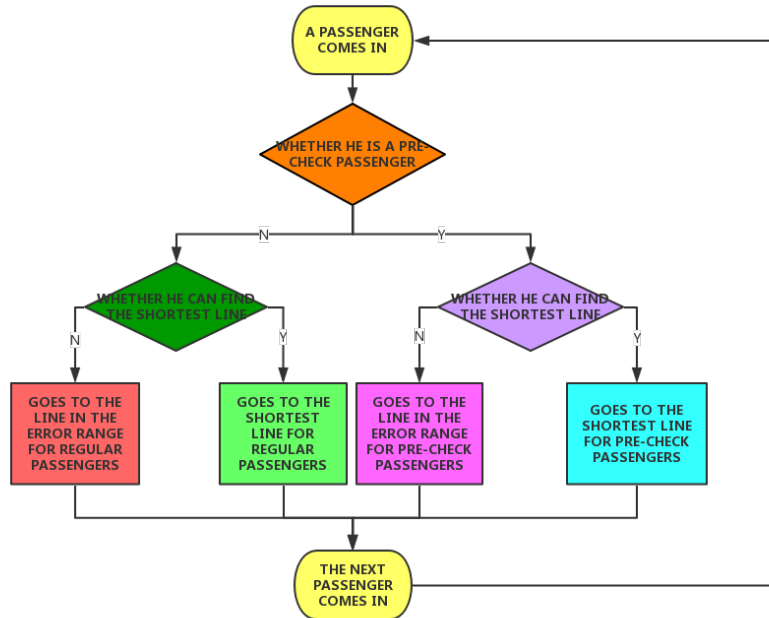 A PASSENGER
COMES IN
WHETHER HE IS A PRE-
CHECK PASSENGER
N
Y
WHETHER HE CAN FIND
THE SHORTEST LINE
WHETHER HE CAN FIND
THE SHORTEST LINE
N
Y
N
Y
GOES TO THE
LINE IN THE
ERROR RANGE
FOR REGULAR
PASSENGERS
GOES TO THE
SHORTEST
LINE FOR
REGULAR
PASSENGERS
GOES TO THE
LINE IN THE
ERROR RANGE
FOR PRE-CHECK
PASSENGERS
GOES TO THE
SHORTEST LINE
FOR PRE-CHECK
PASSENGERS
THE NEXT
PASSENGER
COMES IN